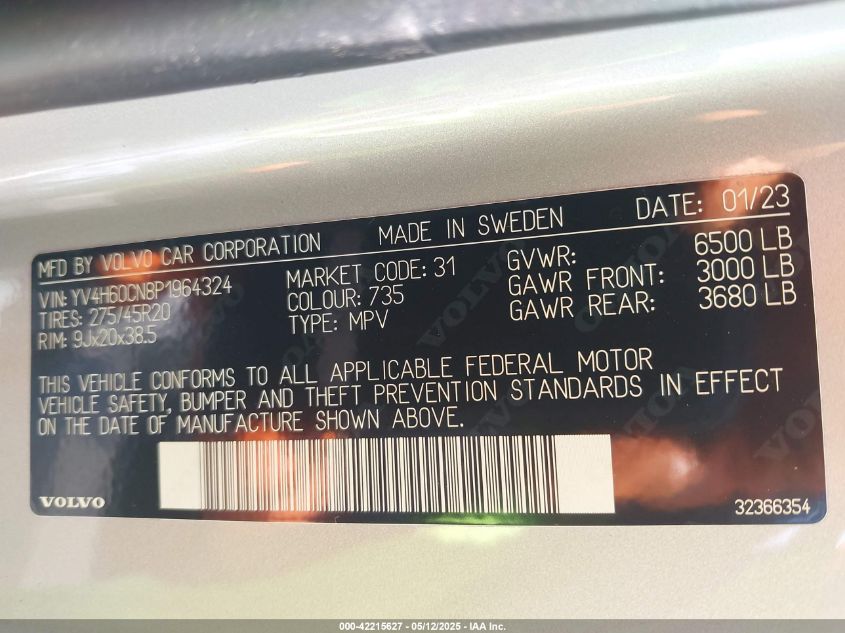 MFD BY VOLVO CAR CORPORATION MADE IN SWEDEN DATE: 01/23
VIN: YV4H60CN8P1964324 MARKET CODE: 31 GVWR: 6500 LB
TIRES: 275/45R20 COLOUR: 735 GAWR FRONT: 3000 LB
RIM: 9Jx20x38.5 TYPE: MPV GAWR REAR: 3680 LB
THIS VEHICLE CONFORMS TO ALL APPLICABLE FEDERAL MOTOR
VEHICLE SAFETY, BUMPER AND THEFT PREVENTION STANDARDS IN EFFECT
ON THE DATE OF MANUFACTURE SHOWN ABOVE.
VOLVO 32366354
000-42215627 - 05/12/2025 - IAA Inc.